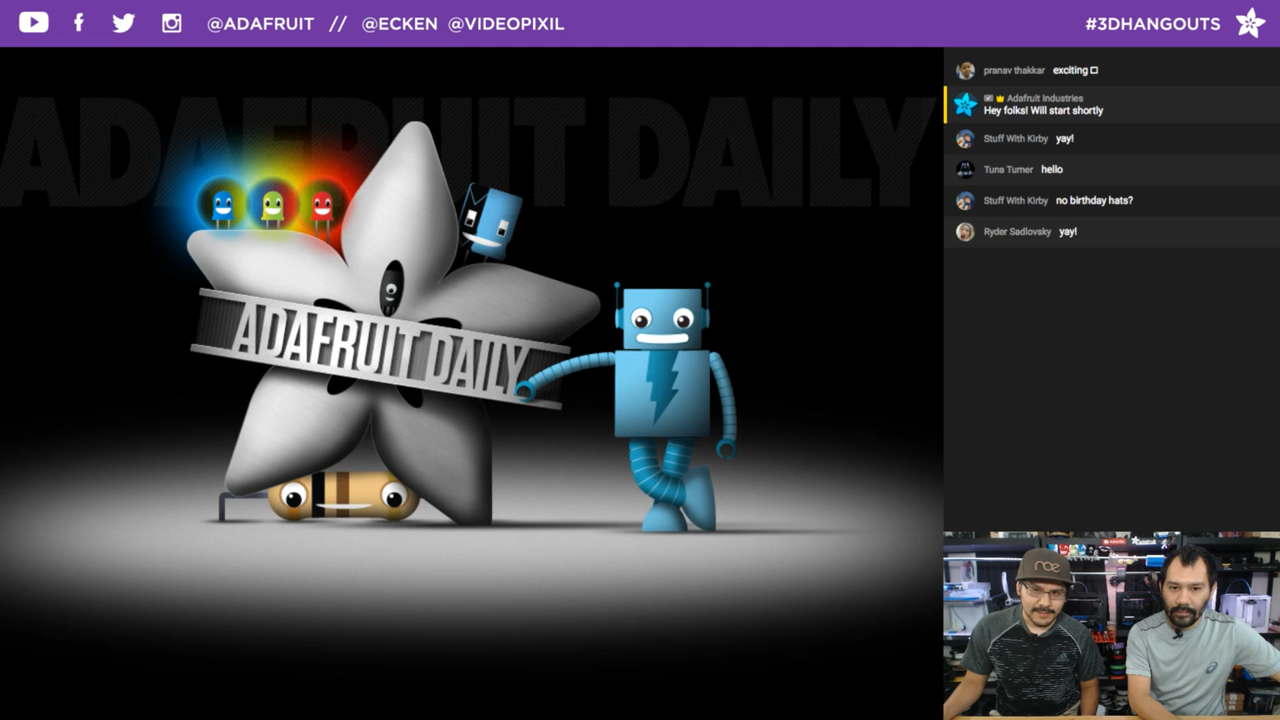 @ADAFRUIT // @ECKEN @VIDEOPIXIL
#3DHANGOUTS
ADAFRUIT DAILY
ADAFRUIT DAILY
pranav thakkar exciting
Adafruit Industries
Hey folks! Will start shortly
Stuff With Kirby yay!
Tuna Turner hello
Stuff With Kirby no birthday hats?
Ryder Sadlovsky yay!
noe